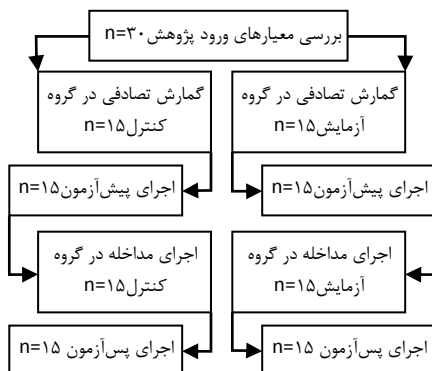 بررسی معیارهای ورود پژوهش n=۳۰
گمارش تصادفی در گروه
آزمایش n=۱۵
گمارش تصادفی در گروه
کنترل n=۱۵
اجرای پیش‌آزمون n=۱۵
اجرای پیش‌آزمون n=۱۵
اجرای مداخله در گروه
آزمایش n=۱۵
اجرای مداخله در گروه
کنترل n=۱۵
اجرای پس‌آزمون n=۱۵
اجرای پس‌آزمون n=۱۵